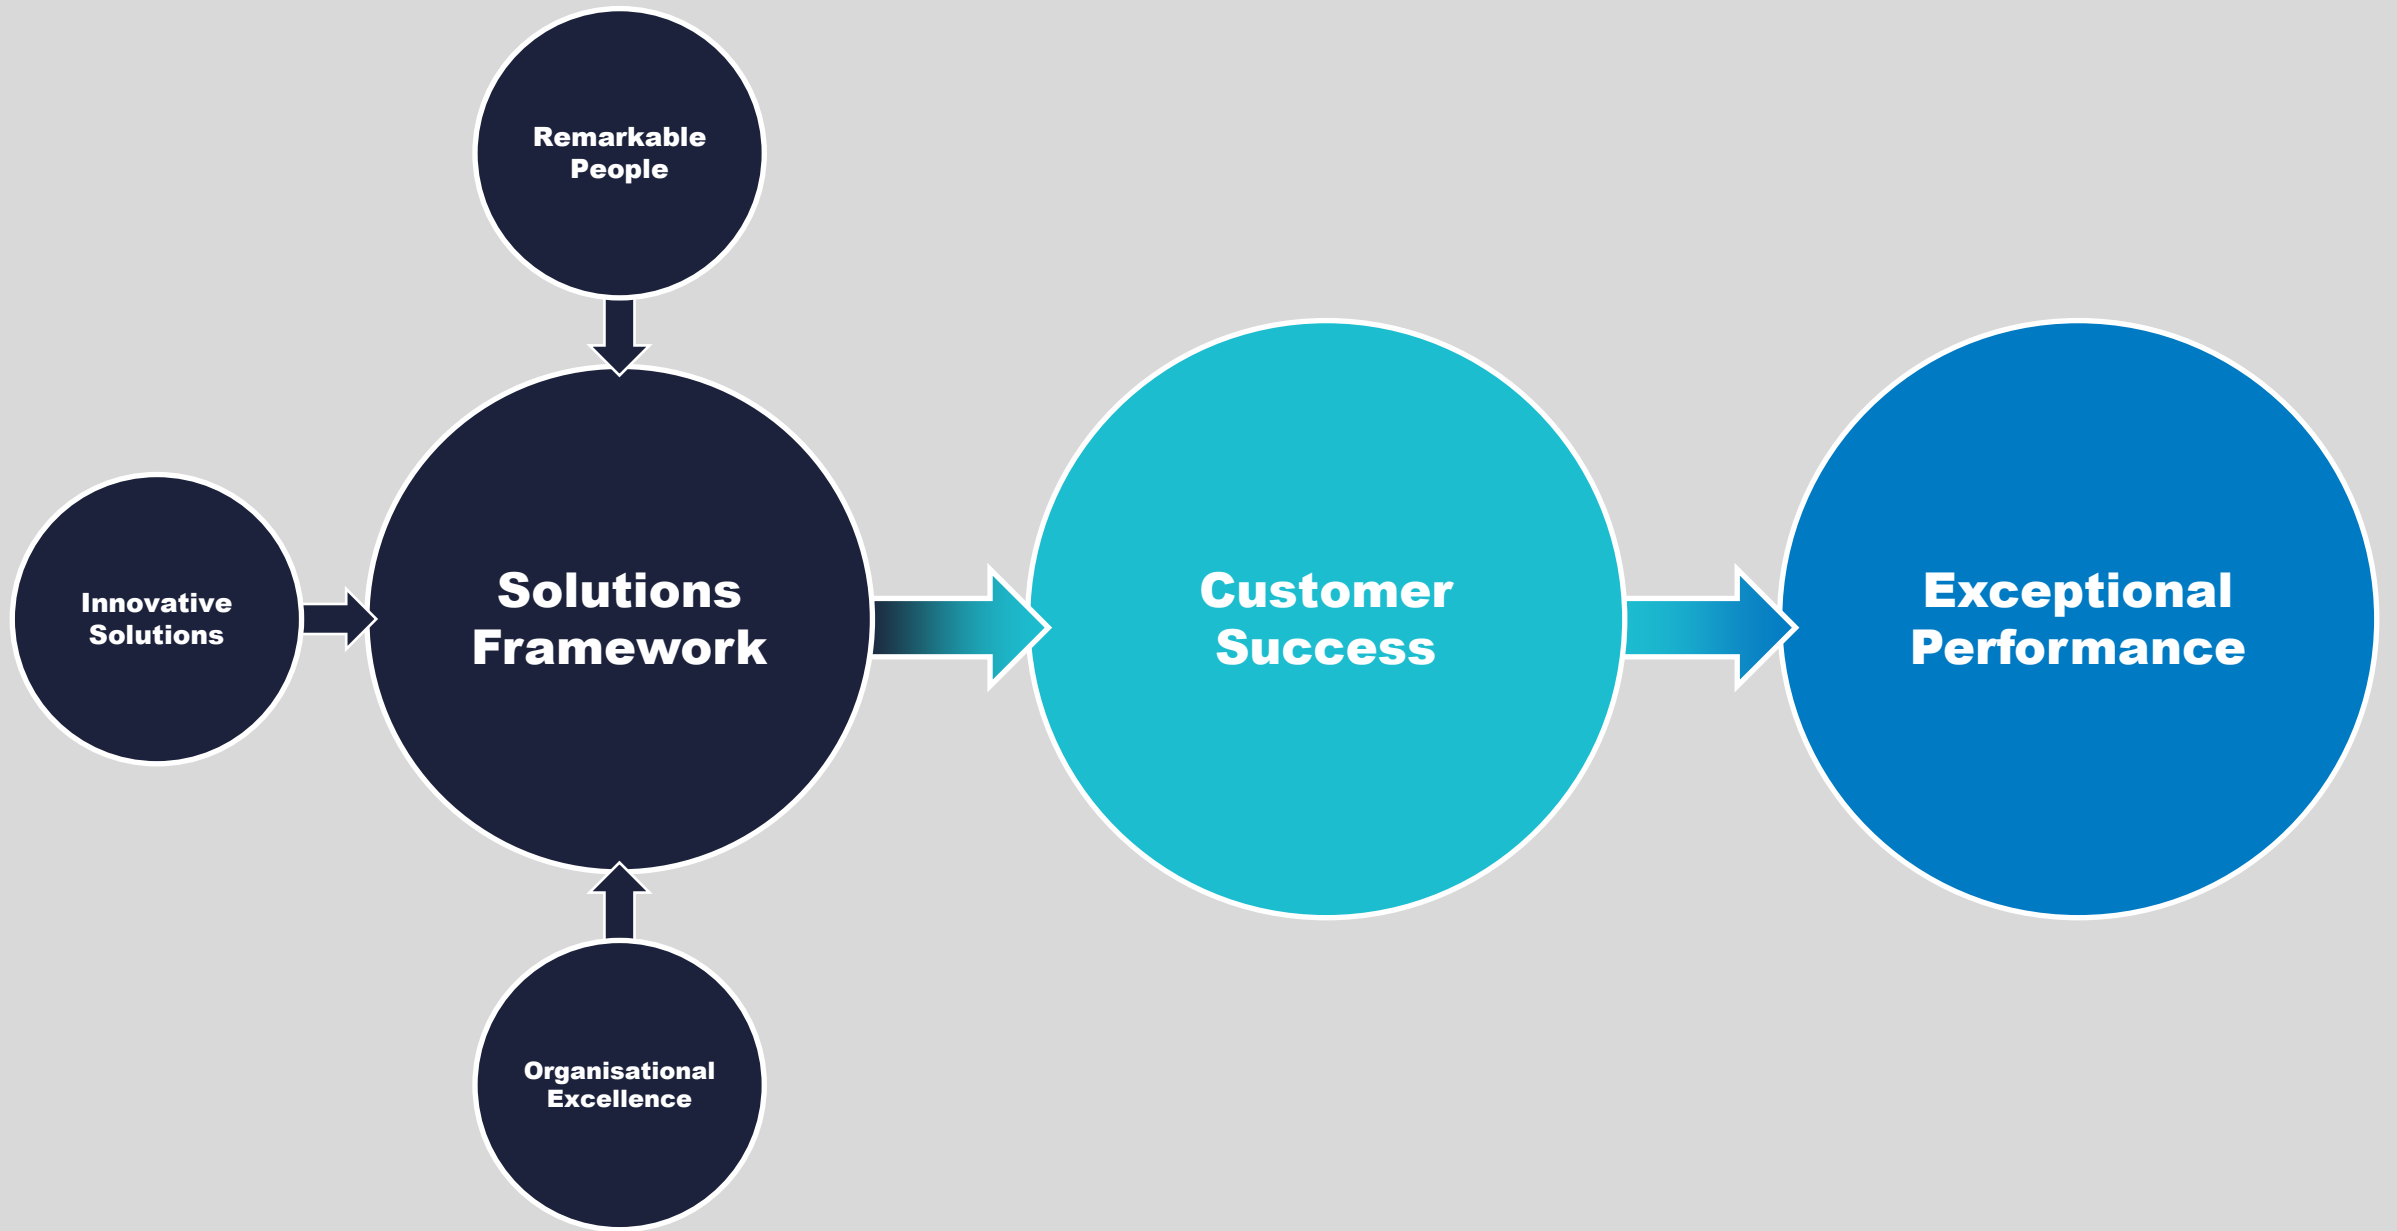 Remarkable
People
Innovative
Solutions
Solutions
Framework
Customer
Success
Exceptional
Performance
Organisational
Excellence